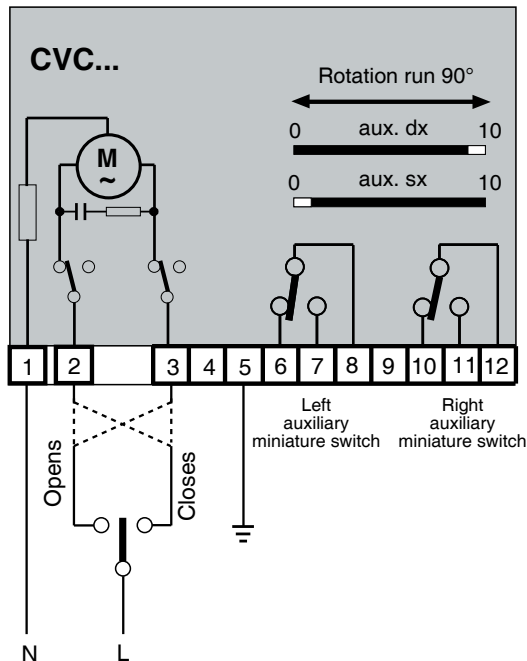 CVC...
Rotation run 90°
0 aux. dx 10
0 aux. sx 10
M
~
1 2 3 4 5 6 7 8 9 10 11 12
Left
auxiliary
miniature switch
Right
auxiliary
miniature switch
Opens
Closes
N L